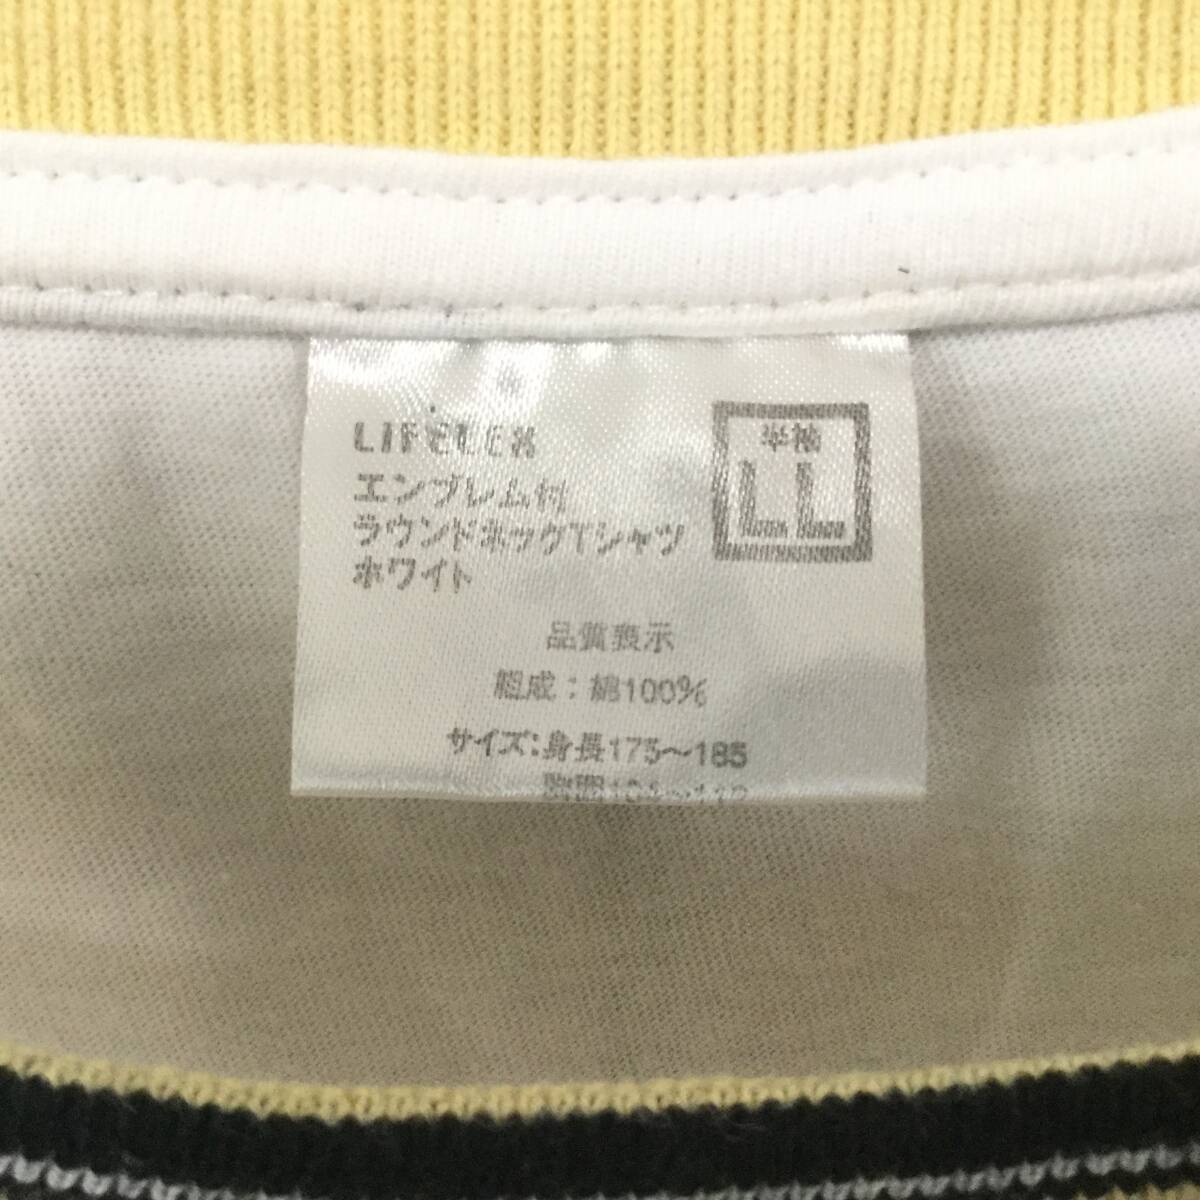 LIFELEX
エンブレム付
ラウンドネックTシャツ
ホワイト
半袖
LL
品質表示
組成:綿100%
サイズ:身長175~185
胸囲